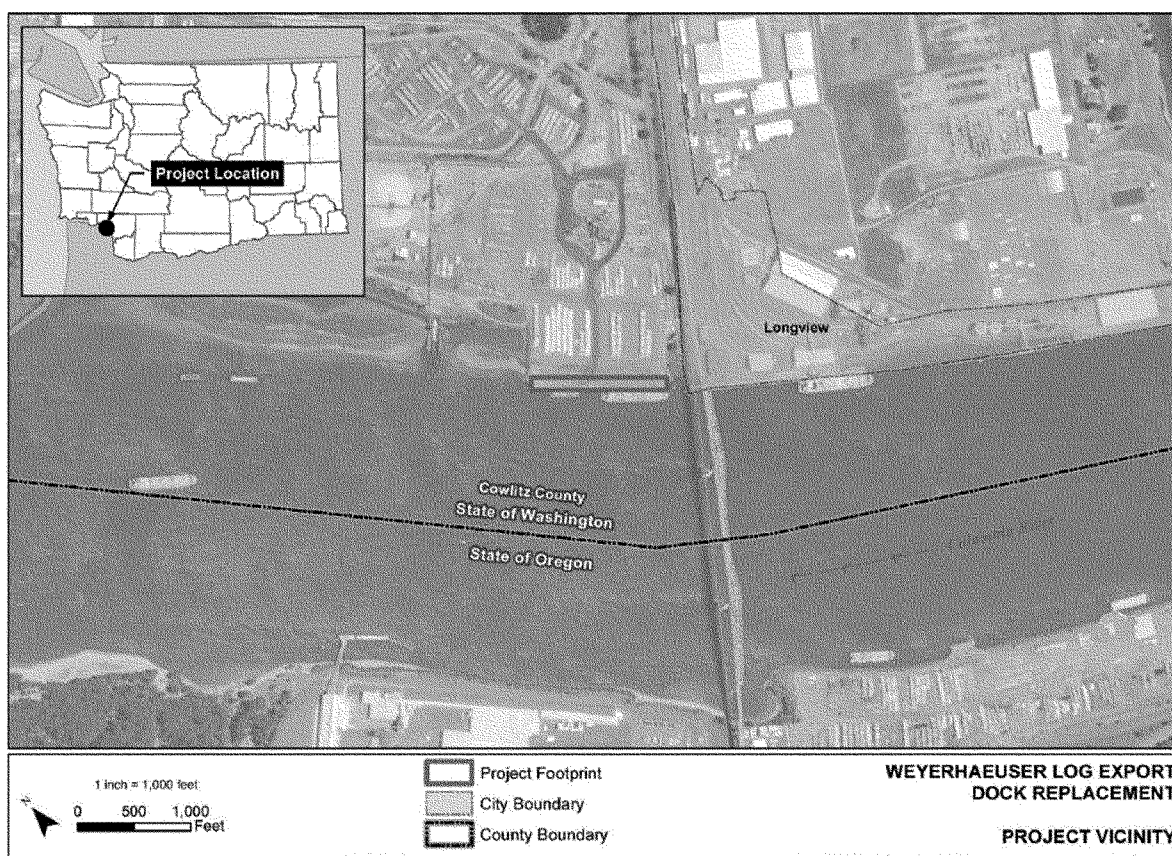 Project Location
Longview
Cowlitz County
State of Washington
State of Oregon
1 inch = 1,000 feet
0 500 1,000
Feet
Project Footprint
City Boundary
County Boundary
WEYERHAEUSER LOG EXPORT
DOCK REPLACEMENT
PROJECT VICINITY